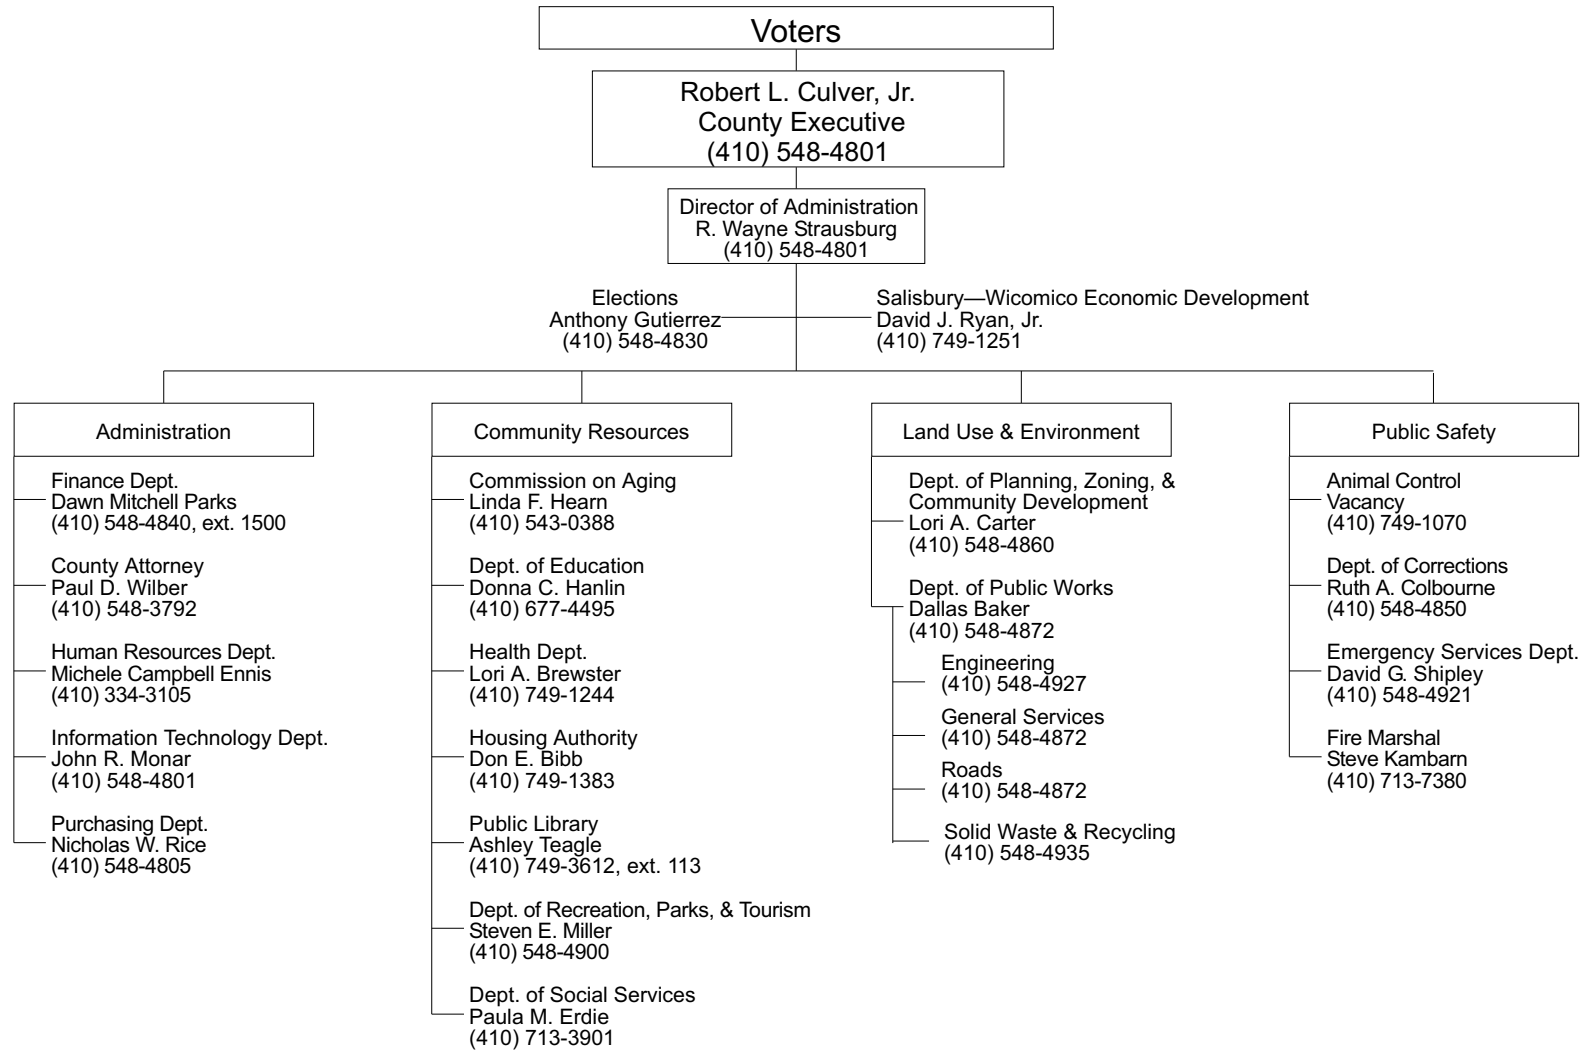 Voters
Robert L. Culver, Jr.
County Executive
(410) 548-4801
Director of Administration
R. Wayne Strausburg
(410) 548-4801
Elections
Anthony Gutierrez
(410) 548-4830
Salisbury—Wicomico Economic Development
David J. Ryan, Jr.
(410) 749-1251
Administration
Finance Dept.
Dawn Mitchell Parks
(410) 548-4840, ext. 1500
County Attorney
Paul D. Wilber
(410) 548-3792
Human Resources Dept.
Michele Campbell Ennis
(410) 334-3105
Information Technology Dept.
John R. Monar
(410) 548-4801
Purchasing Dept.
Nicholas W. Rice
(410) 548-4805
Community Resources
Commission on Aging
Linda F. Hearn
(410) 543-0388
Dept. of Education
Donna C. Hanlin
(410) 677-4495
Health Dept.
Lori A. Brewster
(410) 749-1244
Housing Authority
Don E. Bibb
(410) 749-1383
Public Library
Ashley Teagle
(410) 749-3612, ext. 113
Dept. of Recreation, Parks, & Tourism
Steven E. Miller
(410) 548-4900
Dept. of Social Services
Paula M. Erdie
(410) 713-3901
Land Use & Environment
Dept. of Planning, Zoning, &
Community Development
Lori A. Carter
(410) 548-4860
Dept. of Public Works
Dallas Baker
(410) 548-4872
Engineering
(410) 548-4927
General Services
(410) 548-4872
Roads
(410) 548-4872
Solid Waste & Recycling
(410) 548-4935
Public Safety
Animal Control
Vacancy
(410) 749-1070
Dept. of Corrections
Ruth A. Colbourne
(410) 548-4850
Emergency Services Dept.
David G. Shipley
(410) 548-4921
Fire Marshal
Steve Kambarn
(410) 713-7380